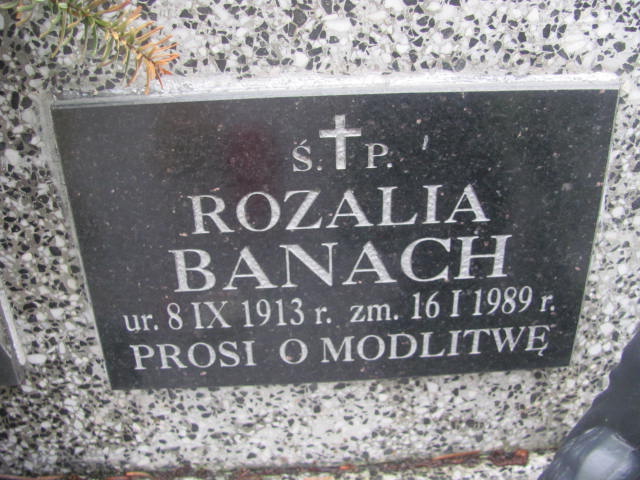 Ś. P.
ROZALIA
BANACH
ur. 8 IX 1913 r. zm. 16 I 1989 r.
PROSI O MODLITWĘ